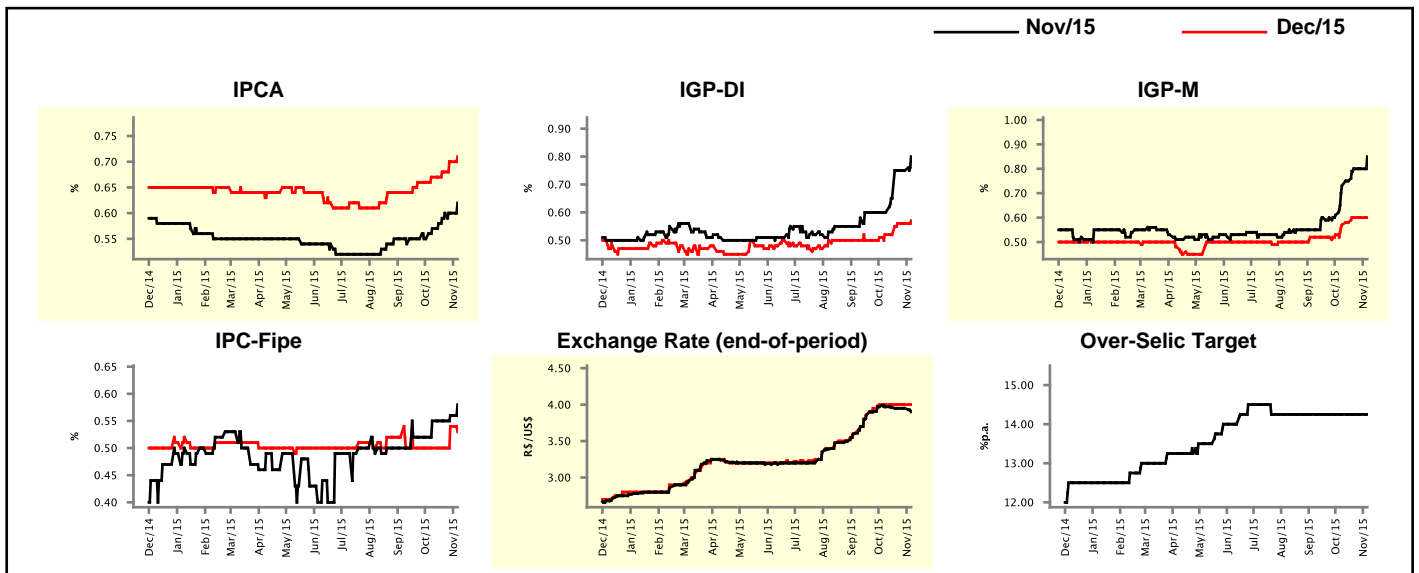 Nov/15 Dec/15
IPCA
%
0.75
0.70
0.65
0.60
0.55
Dec/14 Jan/15 Feb/15 Mar/15 Apr/15 May/15 Jun/15 Jul/15 Aug/15 Sep/15 Oct/15 Nov/15
IGP-DI
%
0.90
0.80
0.70
0.60
0.50
Dec/14 Jan/15 Feb/15 Mar/15 Apr/15 May/15 Jun/15 Jul/15 Aug/15 Sep/15 Oct/15 Nov/15
IGP-M
%
1.00
0.90
0.80
0.70
0.60
0.50
Dec/14 Jan/15 Feb/15 Mar/15 Apr/15 May/15 Jun/15 Jul/15 Aug/15 Sep/15 Oct/15 Nov/15
IPC-Fipe
%
0.65
0.60
0.55
0.50
0.45
0.40
Dec/14 Jan/15 Feb/15 Mar/15 Apr/15 May/15 Jun/15 Jul/15 Aug/15 Sep/15 Oct/15 Nov/15
Exchange Rate (end-of-period)
R$/US$
4.50
4.00
3.50
3.00
Dec/14 Jan/15 Feb/15 Mar/15 Apr/15 May/15 Jun/15 Jul/15 Aug/15 Sep/15 Oct/15 Nov/15
Over-Selic Target
%p.a.
15.00
14.00
13.00
12.00
Dec/14 Jan/15 Feb/15 Mar/15 Apr/15 May/15 Jun/15 Jul/15 Aug/15 Sep/15 Oct/15 Nov/15